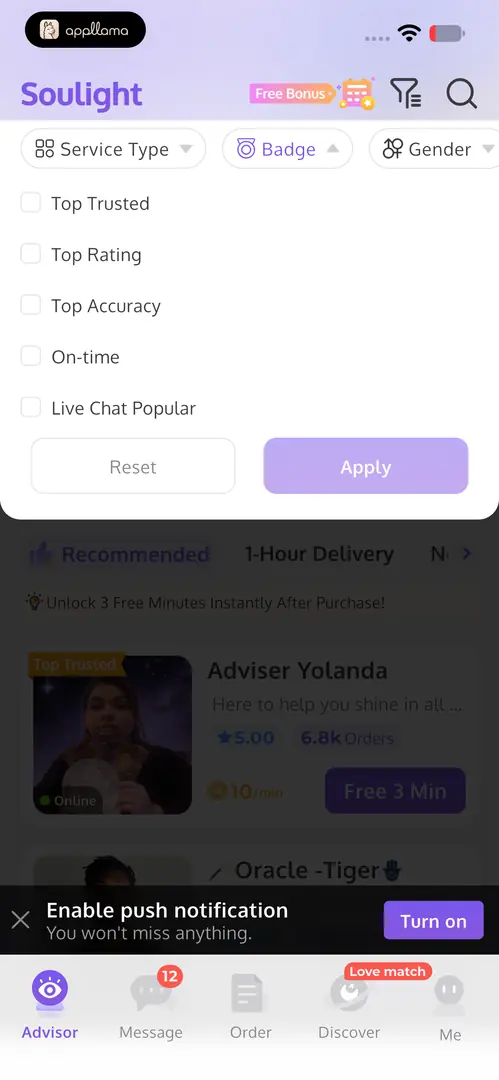 appllama
Soulight
Free Bonus
Service Type
Badge
Gender
Top Trusted
Top Rating
Top Accuracy
On-time
Live Chat Popular
Reset
Apply
Recommended
1-Hour Delivery
Unlock 3 Free Minutes Instantly After Purchase!
Top Trusted
Adviser Yolanda
Here to help you shine in all ...
5.00
6.8k Orders
Online
10/min
Free 3 Min
Oracle -Tiger
Enable push notification
You won't miss anything.
Turn on
12
Love match
Advisor
Message
Order
Discover
Me